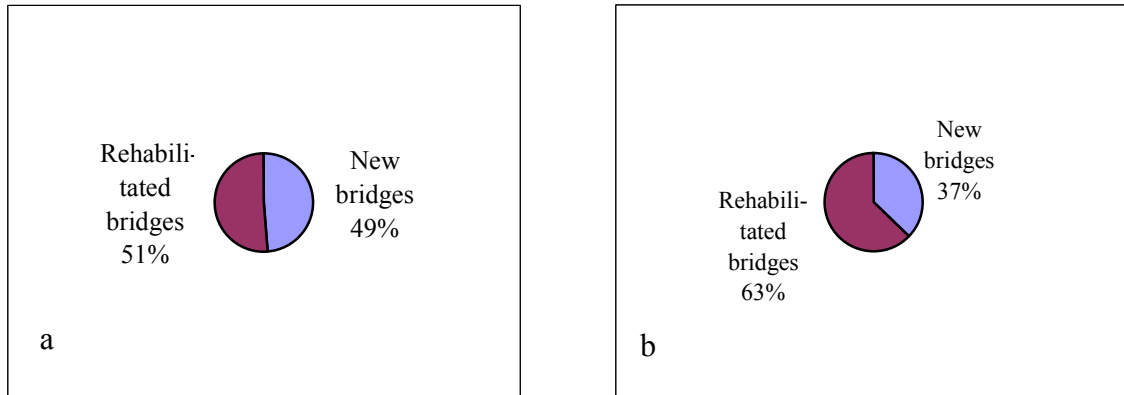 Rehabili-
tated
bridges
51%
New
bridges
49%
a
New
bridges
37%
Rehabili-
tated
bridges
63%
b